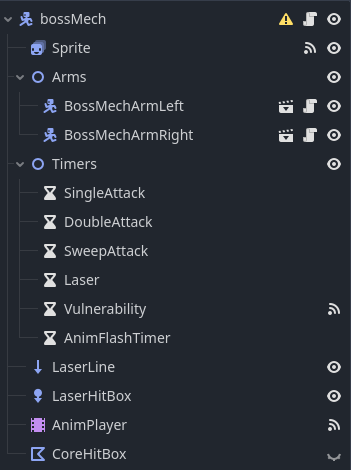 bossMech
Sprite
Arms
BossMechArmLeft
BossMechArmRight
Timers
SingleAttack
DoubleAttack
SweepAttack
Laser
Vulnerability
AnimFlashTimer
LaserLine
LaserHitBox
AnimPlayer
CoreHitBox